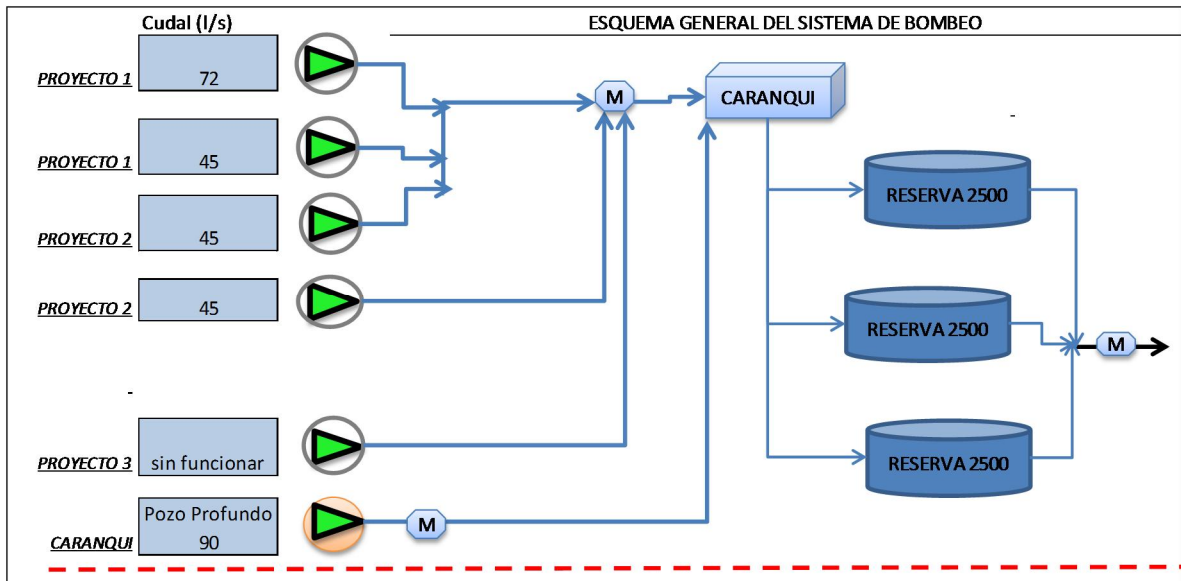 Cudal (l/s)
ESQUEMA GENERAL DEL SISTEMA DE BOMBEO
PROYECTO 1
72
M
CARANQUI
PROYECTO 1
45
RESERVA 2500
PROYECTO 2
45
PROYECTO 2
45
RESERVA 2500
M
PROYECTO 3
sin funcionar
RESERVA 2500
CARANQUI
Pozo Profundo
90
M